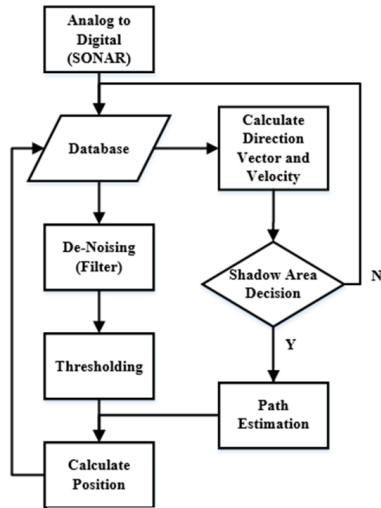 Analog to
Digital
(SONAR)
Database
Calculate
Direction
Vector and
Velocity
De-Noising
(Filter)
Shadow Area
Decision
N
Y
Thresholding
Path
Estimation
Calculate
Position